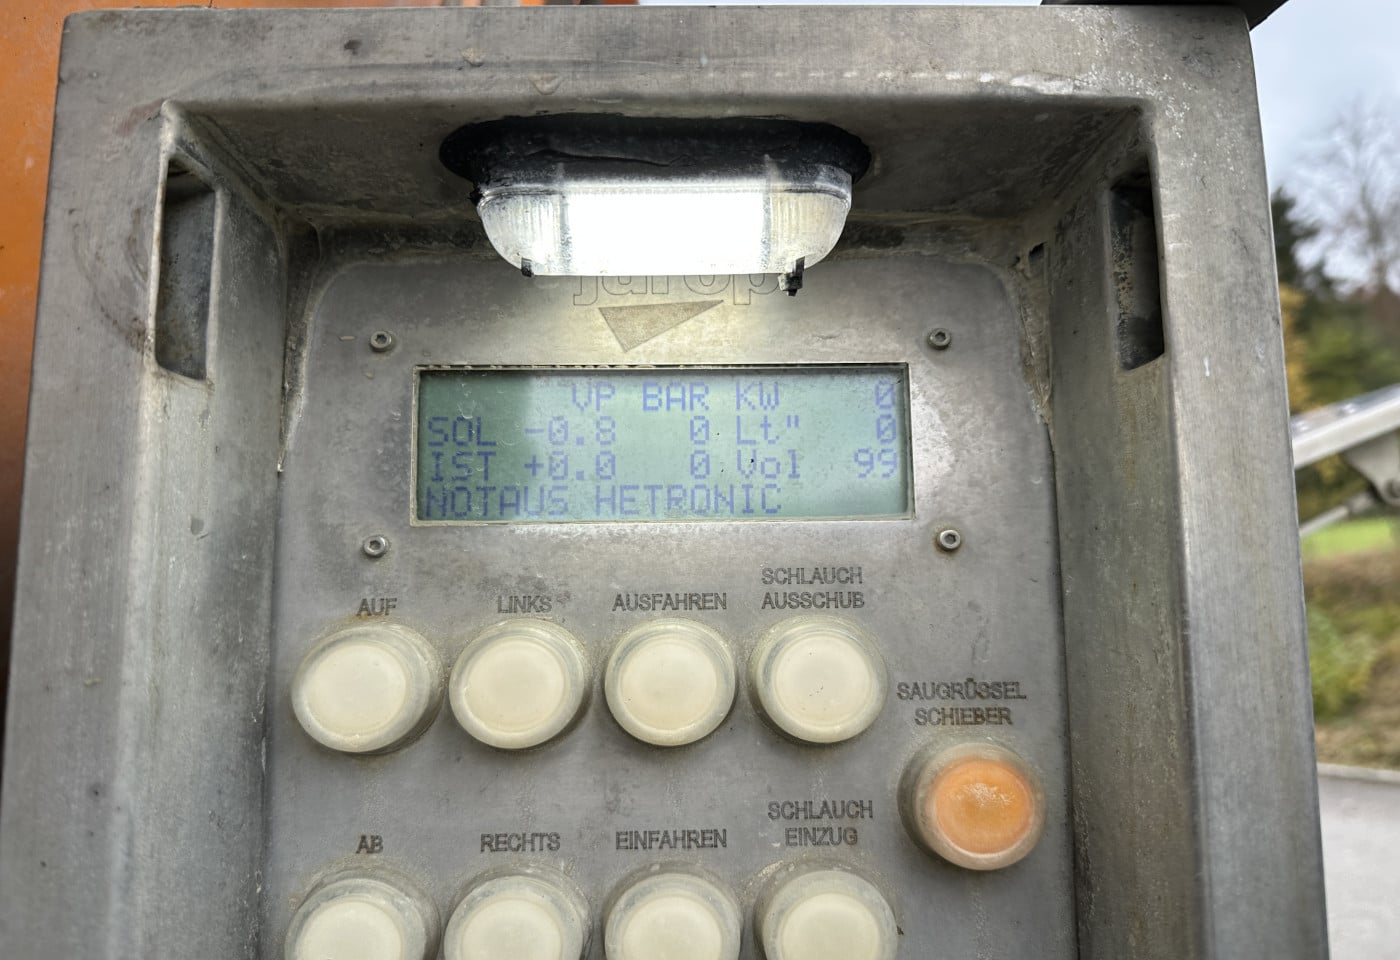 VP BAR KW 0
SOL -0.8 0 Lt" 0
IST +0.0 0 Vol 99
NOTAUS HETRONIC
AUF
LINKS
AUSFAHREN
SCHLAUCH
AUSSCHUB
SAUGRÜSSEL
SCHIEBER
AB
RECHTS
EINFAHREN
SCHLAUCH
EINZUG